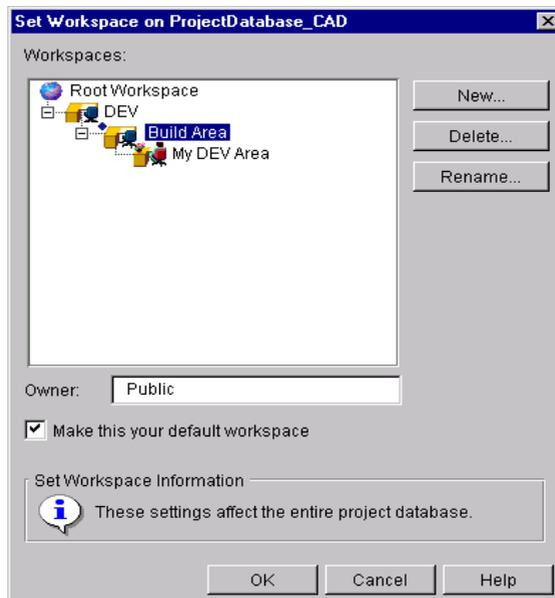 Set Workspace on ProjectDatabase_CAD
Workspaces:
Root Workspace
DEV
Build Area
My DEV Area
New...
Delete...
Rename...
Owner: Public
Make this your default workspace
Set Workspace Information
These settings affect the entire project database.
OK Cancel Help